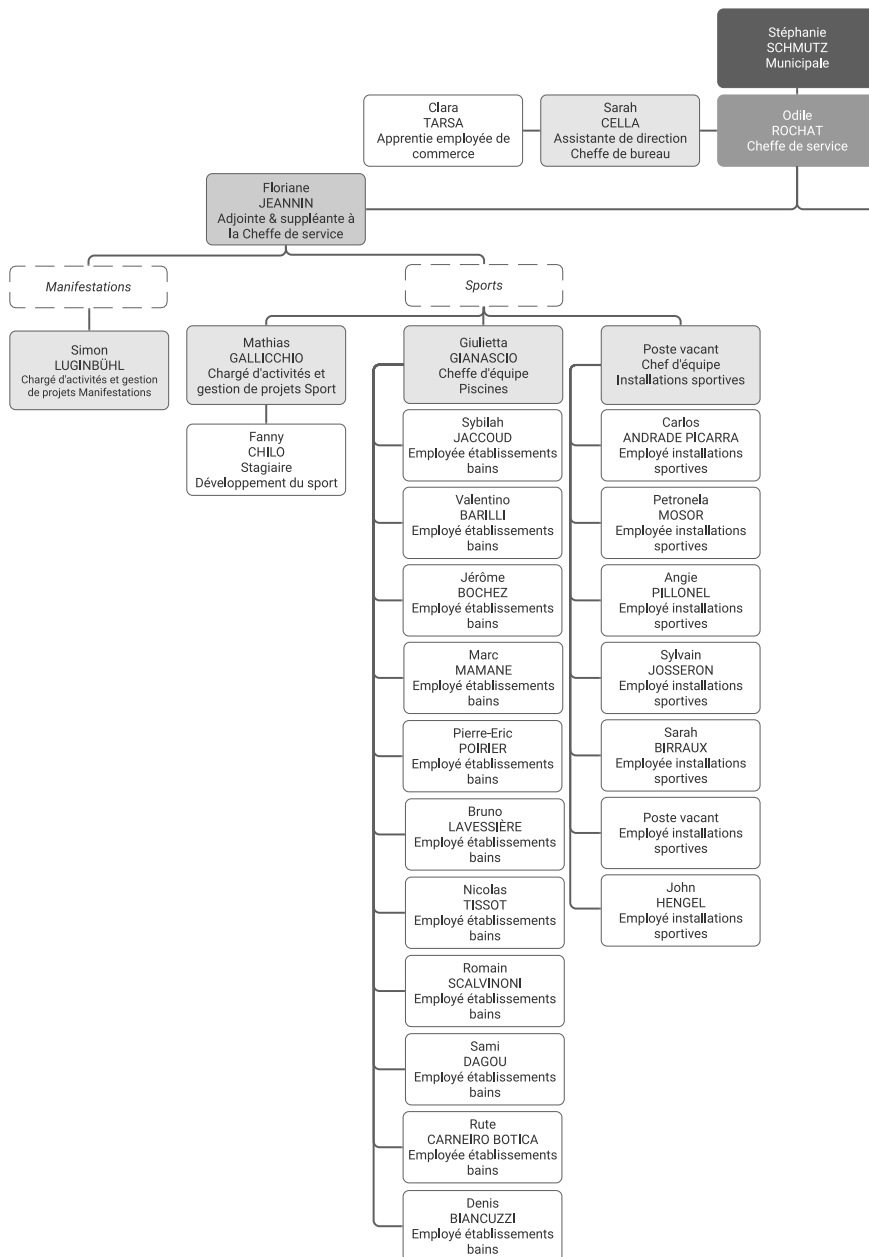 Stéphanie
SCHMUTZ
Municipale
Clara
TARSA
Apprentie employée de
commerce
Sarah
CELLA
Assistante de direction
Cheffe de bureau
Odile
ROCHAT
Cheffe de service
Floriane
JEANNIN
Adjointe & suppléante à
la Cheffe de service
Manifestations
Sports
Simon
LUGINBÜHL
Chargé d'activités et gestion
de projets Manifestations
Mathias
GALLICCHIO
Chargé d'activités et
gestion de projets Sport
Fanny
CHILO
Stagiaire
Développement du sport
Giulietta
GIANASCIO
Cheffe d'équipe
Piscines
Sybilah
JACCOUD
Employée établissements
bains
Valentino
BARILLI
Employé établissements
bains
Jérôme
BOCHEZ
Employé établissements
bains
Marc
MAMANE
Employé établissements
bains
Pierre-Eric
POIRIER
Employé établissements
bains
Bruno
LAVESSIÈRE
Employé établissements
bains
Nicolas
TISSOT
Employé établissements
bains
Romain
SCALVINONI
Employé établissements
bains
Sami
DAGOU
Employé établissements
bains
Rute
CARNEIRO BOTICA
Employée établissements
bains
Denis
BIANCUZZI
Employé établissements
bains
Poste vacant
Chef d'équipe
Installations sportives
Carlos
ANDRADE PICARRA
Employé installations
sportives
Petronela
MOSOR
Employée installations
sportives
Angie
PILLONEL
Employé installations
sportives
Sylvain
JOSSERON
Employé installations
sportives
Sarah
BIRRAUX
Employée installations
sportives
Poste vacant
Employé installations
sportives
John
HENGEL
Employé installations
sportives